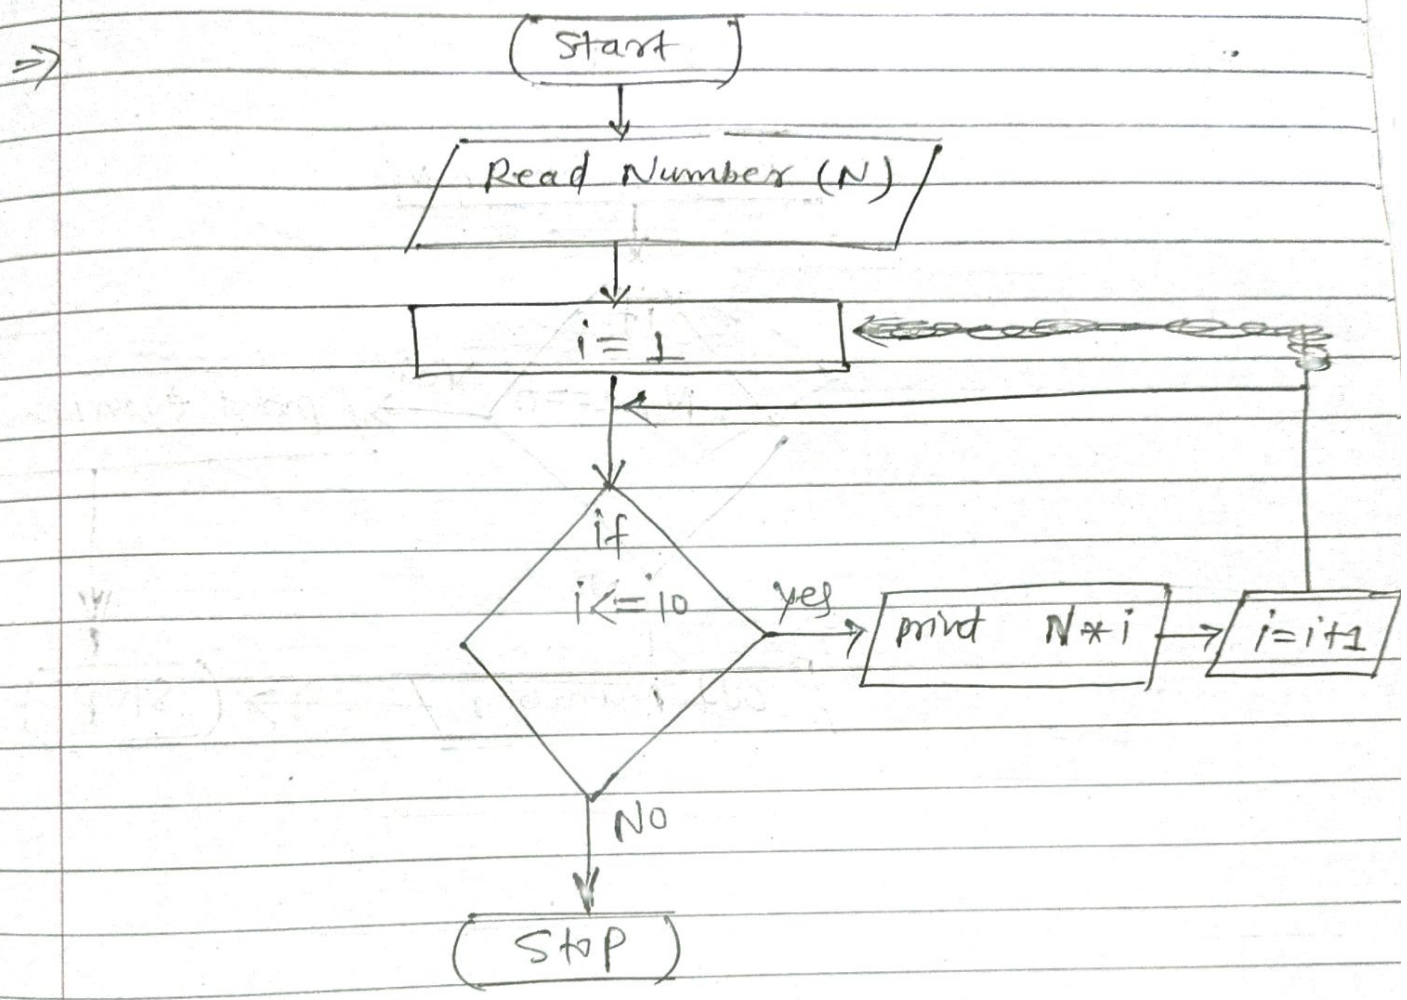 ⇒
Start
Read Number (N)
i = 1
if
i <= 10
yes
print N * i
i = i+1
No
Stop